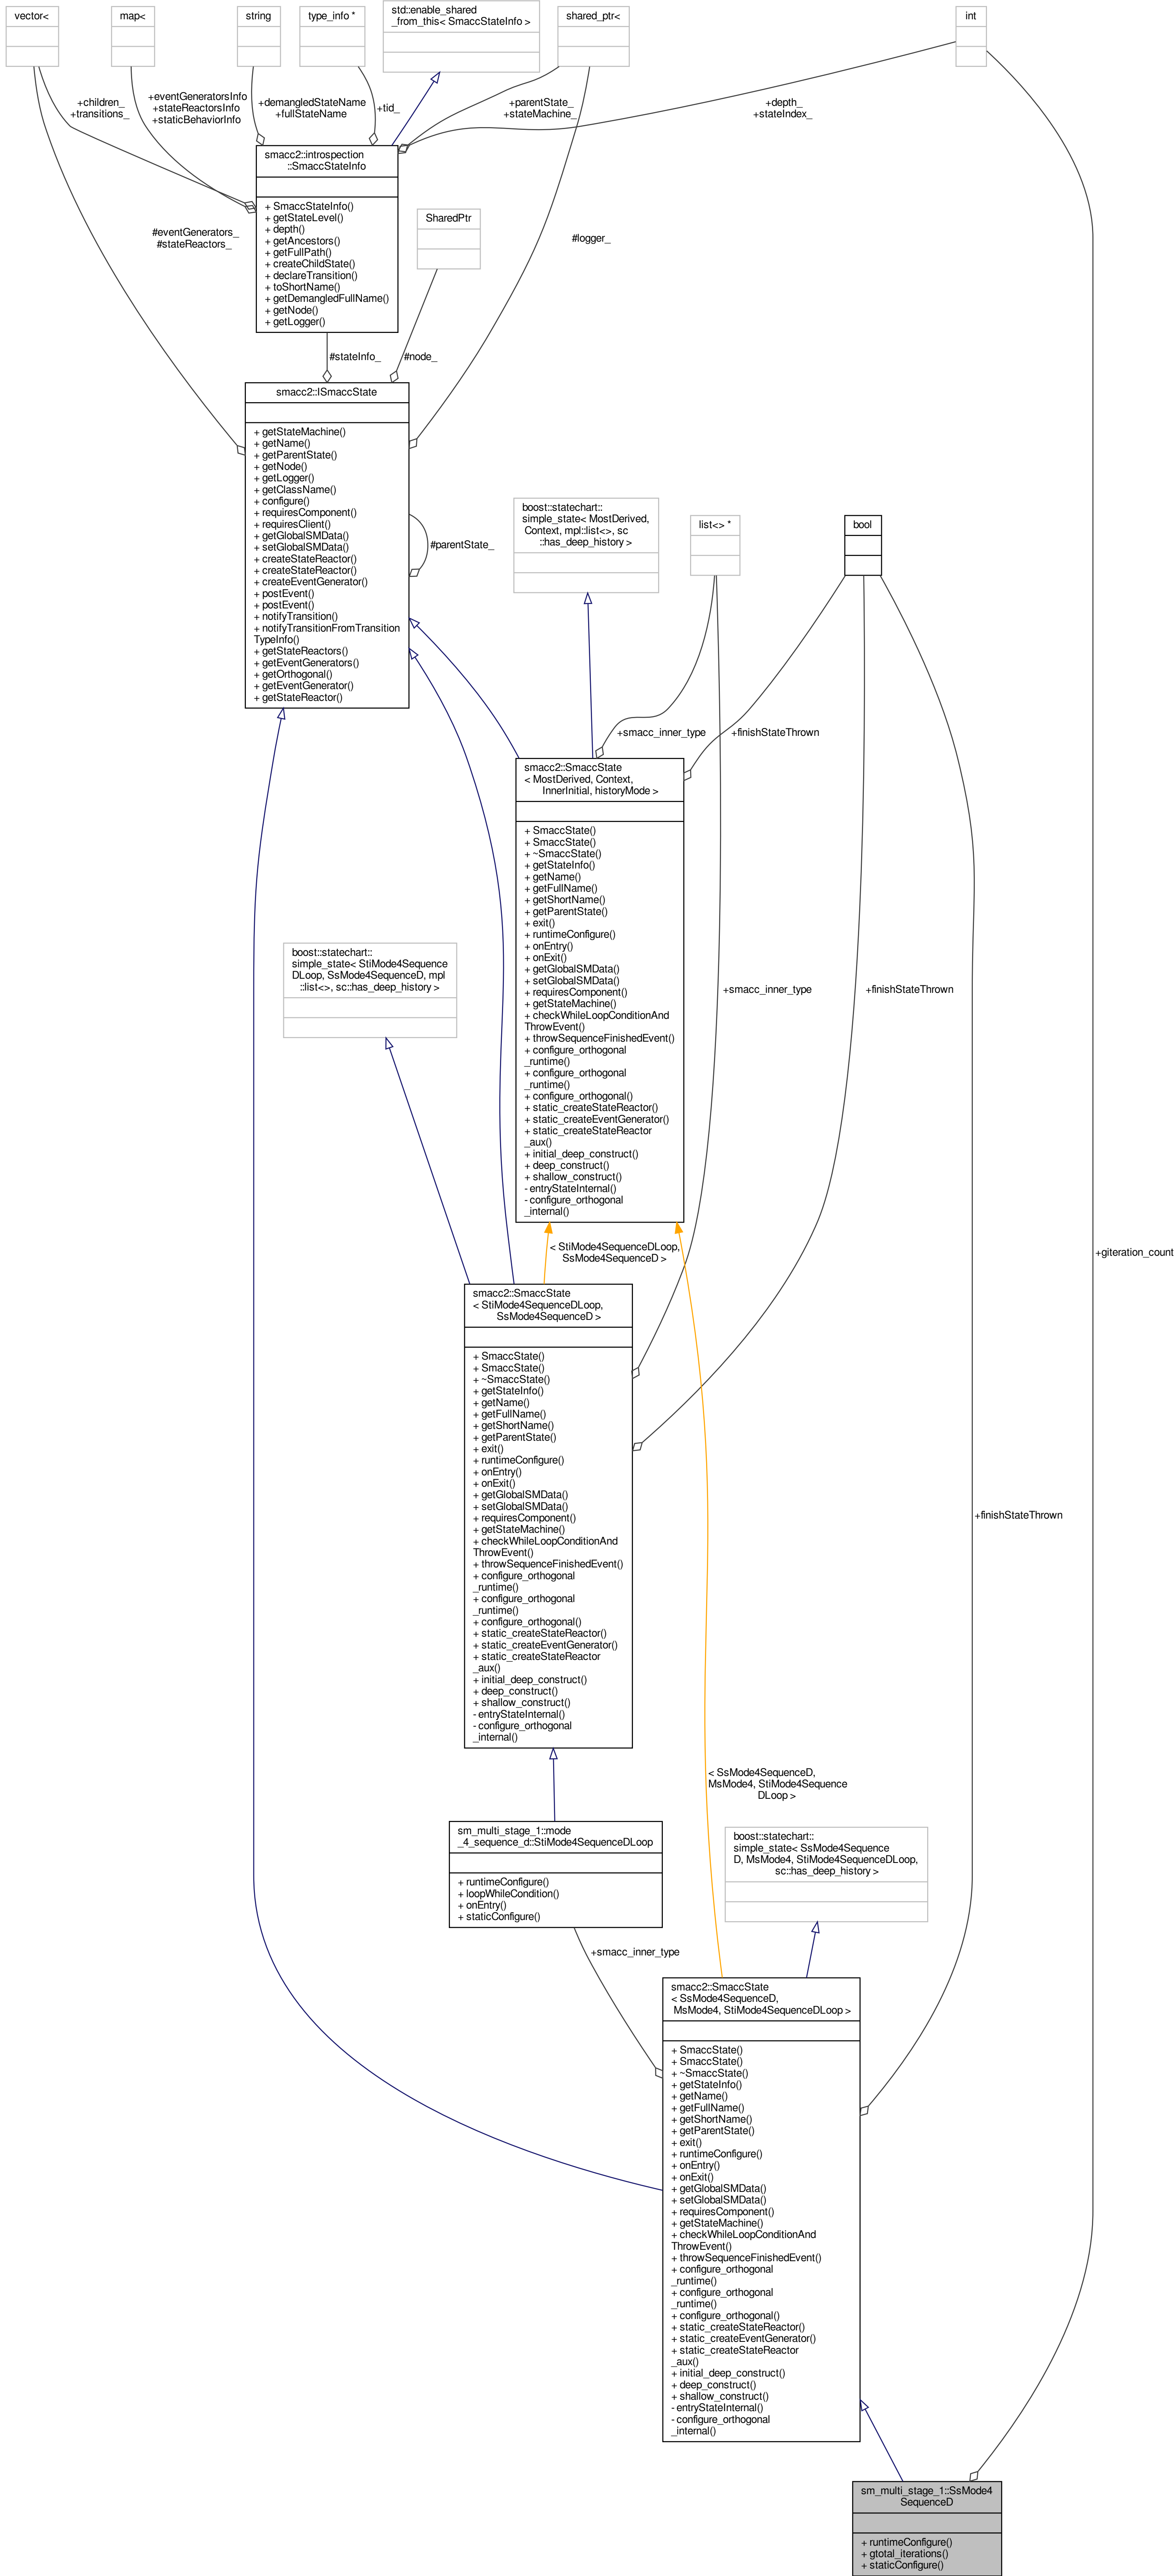 vector<
map<
string
type_info *
std::enable_shared
_from_this< SmaccStateInfo >
shared_ptr<
int
+children_
+transitions_
+eventGeneratorsInfo
+stateReactorsInfo
+staticBehaviorInfo
+demangledStateName
+fullStateName
+tid_
+parentState_
+stateMachine_
+depth_
+stateIndex_
smacc2::introspection
::SmaccStateInfo
+ SmaccStateInfo()
+ getStateLevel()
+ depth()
+ getAncestors()
+ getFullPath()
+ createChildState()
+ declareTransition()
+ toShortName()
+ getDemangledFullName()
+ getNode()
+ getLogger()
SharedPtr
#eventGenerators_
#stateReactors_
#logger_
#stateInfo_
#node_
smacc2::ISmaccState
+ getStateMachine()
+ getName()
+ getParentState()
+ getNode()
+ getLogger()
+ getClassName()
+ configure()
+ requiresComponent()
+ requiresClient()
+ getGlobalSMData()
+ setGlobalSMData()
+ createStateReactor()
+ createStateReactor()
+ createEventGenerator()
+ postEvent()
+ postEvent()
+ notifyTransition()
+ notifyTransitionFromTransition
TypeInfo()
+ getStateReactors()
+ getEventGenerators()
+ getOrthogonal()
+ getEventGenerator()
+ getStateReactor()
#parentState_
boost::statechart::
simple_state< MostDerived,
Context, mpl::list<>, sc
::has_deep_history >
list<> *
bool
+smacc_inner_type
+finishStateThrown
smacc2::SmaccState
< MostDerived, Context,
InnerInitial, historyMode >
+ SmaccState()
+ SmaccState()
+ ~SmaccState()
+ getStateInfo()
+ getName()
+ getFullName()
+ getShortName()
+ getParentState()
+ exit()
+ runtimeConfigure()
+ onEntry()
+ onExit()
+ getGlobalSMData()
+ setGlobalSMData()
+ requiresComponent()
+ getStateMachine()
+ checkWhileLoopConditionAnd
ThrowEvent()
+ throwSequenceFinishedEvent()
+ configure_orthogonal
_runtime()
+ configure_orthogonal
_runtime()
+ configure_orthogonal()
+ static_createStateReactor()
+ static_createEventGenerator()
+ static_createStateReactor
_aux()
+ initial_deep_construct()
+ deep_construct()
+ shallow_construct()
- entryStateInternal()
- configure_orthogonal
_internal()
boost::statechart::
simple_state< StiMode4Sequence
DLoop, SsMode4SequenceD, mpl
::list<>, sc::has_deep_history >
+smacc_inner_type
+finishStateThrown
< StiMode4SequenceDLoop,
SsMode4SequenceD >
+giteration_count
smacc2::SmaccState
< StiMode4SequenceDLoop,
SsMode4SequenceD >
+ SmaccState()
+ SmaccState()
+ ~SmaccState()
+ getStateInfo()
+ getName()
+ getFullName()
+ getShortName()
+ getParentState()
+ exit()
+ runtimeConfigure()
+ onEntry()
+ onExit()
+ getGlobalSMData()
+ setGlobalSMData()
+ requiresComponent()
+ getStateMachine()
+ checkWhileLoopConditionAnd
ThrowEvent()
+ throwSequenceFinishedEvent()
+ configure_orthogonal
_runtime()
+ configure_orthogonal
_runtime()
+ configure_orthogonal()
+ static_createStateReactor()
+ static_createEventGenerator()
+ static_createStateReactor
_aux()
+ initial_deep_construct()
+ deep_construct()
+ shallow_construct()
- entryStateInternal()
- configure_orthogonal
_internal()
+finishStateThrown
< SsMode4SequenceD,
MsMode4, StiMode4Sequence
DLoop >
sm_multi_stage_1::mode
_4_sequence_d::StiMode4SequenceDLoop
+ runtimeConfigure()
+ loopWhileCondition()
+ onEntry()
+ staticConfigure()
boost::statechart::
simple_state< SsMode4Sequence
D, MsMode4, StiMode4SequenceDLoop,
sc::has_deep_history >
+smacc_inner_type
smacc2::SmaccState
< SsMode4SequenceD,
MsMode4, StiMode4SequenceDLoop >
+ SmaccState()
+ SmaccState()
+ ~SmaccState()
+ getStateInfo()
+ getName()
+ getFullName()
+ getShortName()
+ getParentState()
+ exit()
+ runtimeConfigure()
+ onEntry()
+ onExit()
+ getGlobalSMData()
+ setGlobalSMData()
+ requiresComponent()
+ getStateMachine()
+ checkWhileLoopConditionAnd
ThrowEvent()
+ throwSequenceFinishedEvent()
+ configure_orthogonal
_runtime()
+ configure_orthogonal
_runtime()
+ configure_orthogonal()
+ static_createStateReactor()
+ static_createEventGenerator()
+ static_createStateReactor
_aux()
+ initial_deep_construct()
+ deep_construct()
+ shallow_construct()
- entryStateInternal()
- configure_orthogonal
_internal()
sm_multi_stage_1::SsMode4
SequenceD
+ runtimeConfigure()
+ gtotal_iterations()
+ staticConfigure()